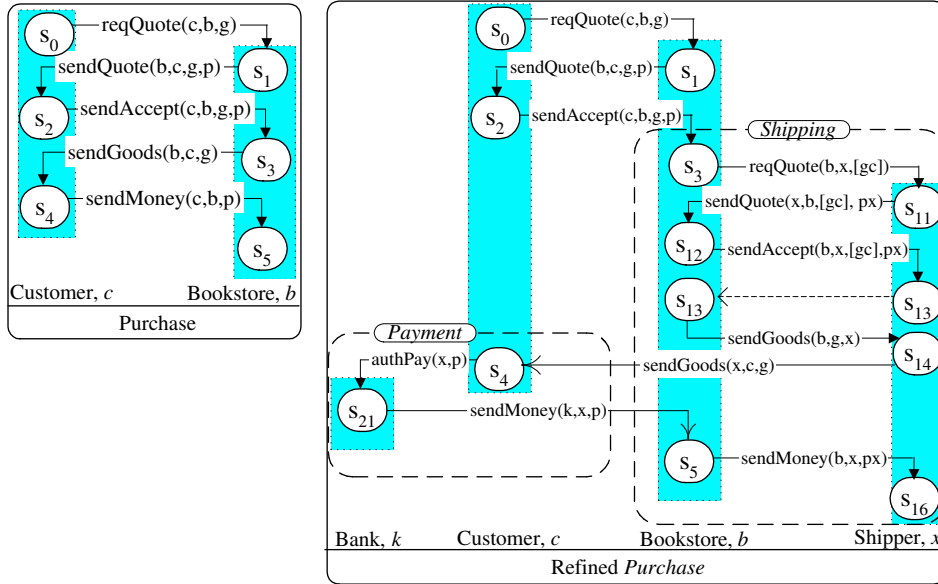 s0
reqQuote(c,b,g)
s1
sendQuote(b,c,g,p)
s2
sendAccept(c,b,g,p)
s3
sendGoods(b,c,g)
s4
sendMoney(c,b,p)
s5
Customer, c
Bookstore, b
Purchase
s0
reqQuote(c,b,g)
s1
sendQuote(b,c,g,p)
s2
sendAccept(c,b,g,p)
Shipping
s3
reqQuote(b,x,[gc])
s11
sendQuote(x,b,[gc], px)
s12
sendAccept(b,x,[gc],px)
s13
s13
sendGoods(b,g,x)
s14
Payment
authPay(x,p)
s4
sendGoods(x,c,g)
s21
sendMoney(k,x,p)
s5
sendMoney(b,x,px)
s16
Bank, k
Customer, c
Bookstore, b
Shipper, x
Refined Purchase